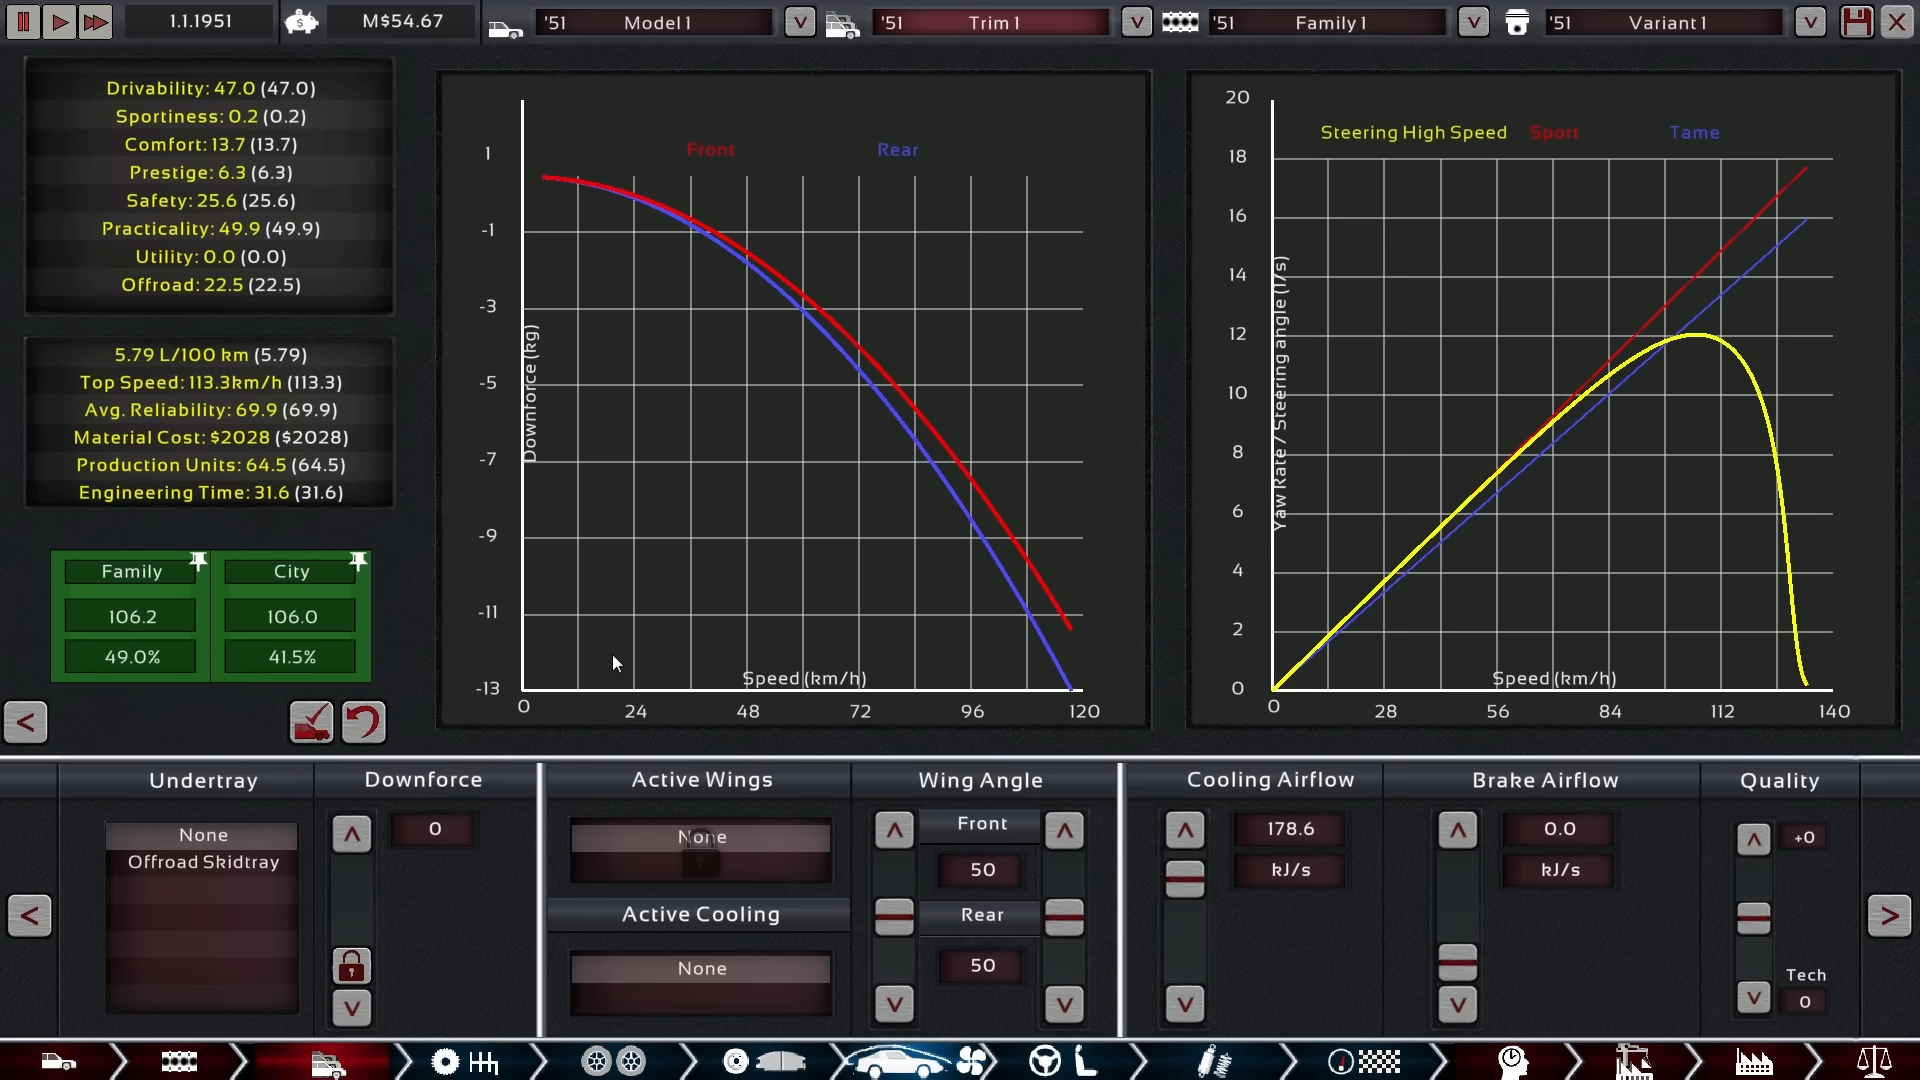 1.1.1951
M$54.67
'51 Model 1
'51 Trim 1
'51 Family 1
'51 Variant 1
Drivability: 47.0 (47.0)
Sportiness: 0.2 (0.2)
Comfort: 13.7 (13.7)
Prestige: 6.3 (6.3)
Safety: 25.6 (25.6)
Practicality: 49.9 (49.9)
Utility: 0.0 (0.0)
Offroad: 22.5 (22.5)
5.79 L/100 km (5.79)
Top Speed: 113.3km/h (113.3)
Avg. Reliability: 69.9 (69.9)
Material Cost: $2028 ($2028)
Production Units: 64.5 (64.5)
Engineering Time: 31.6 (31.6)
Family
106.2
49.0%
City
106.0
41.5%
Front Rear
1
-1
-3
-5
-7
-9
-11
-13
Downforce (kg)
Speed (km/h)
0 24 48 72 96 120
Steering High Speed Sport Tame
20
18
16
14
12
10
8
6
4
2
0
Yaw Rate / Steering angle (1/s)
Speed (km/h)
0 28 56 84 112 140
Undertray
None
Offroad Skidtray
Downforce
0
Active Wings
None
Active Cooling
None
Wing Angle
Front
50
Rear
50
Cooling Airflow
178.6
kJ/s
Brake Airflow
0.0
kJ/s
Quality
+0
Tech
0